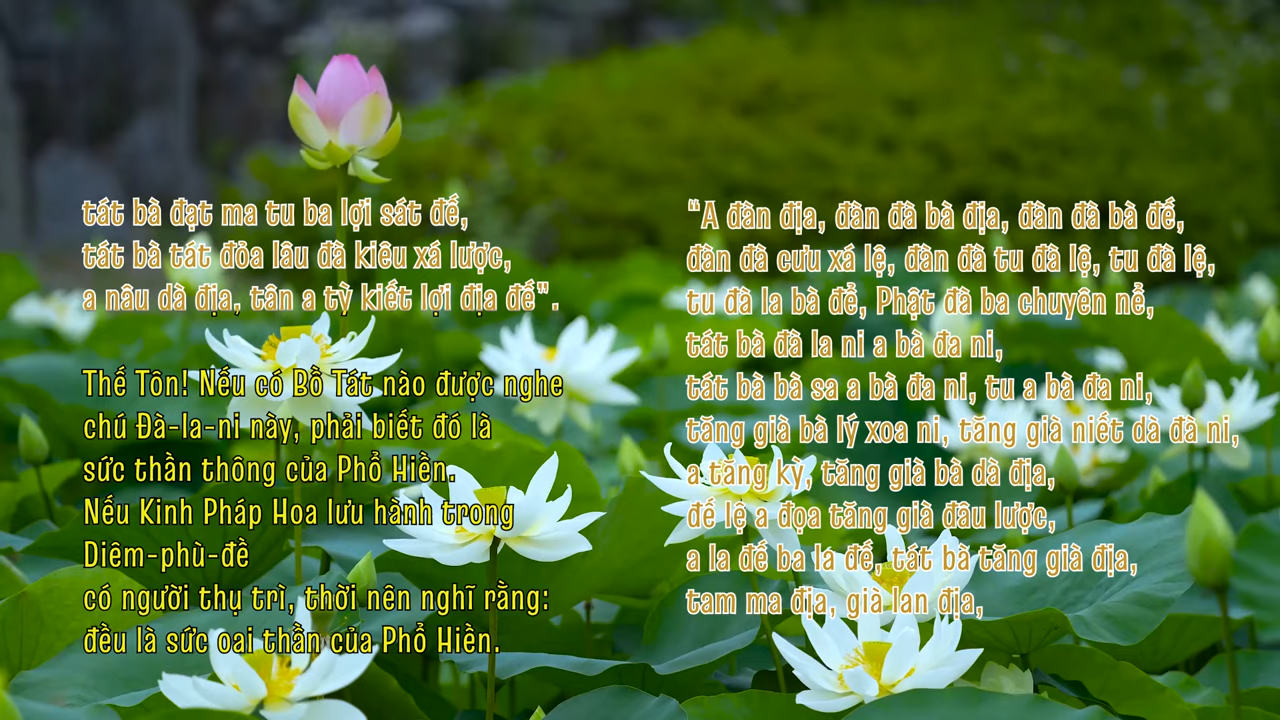 tát bà đạt ma tu ba lợi sát đế,
tát bà tát đỏa lâu đà kiêu xá lược,
a nâu dà địa, tân a tỳ kiết lợi địa đế".
Thế Tôn! Nếu có Bồ Tát nào được nghe
chú Đà-la-ni này, phải biết đó là
sức thần thông của Phổ Hiền.
Nếu Kinh Pháp Hoa lưu hành trong
Diêm-phù-đề
có người thụ trì, thời nên nghĩ rằng:
đều là sức oai thần của Phổ Hiền.
"A đàn địa, đàn đà bà địa, đàn đà bà đế,
đàn đà cưu xá lệ, đàn đà tu đà lệ, tu đà lệ,
tu đà la bà để, Phật đà ba chuyên nể,
tát bà đà la ni a bà đa ni,
tát bà bà sa a bà đa ni, tu a bà đa ni,
tăng già bà lý xoa ni, tăng già niết dà đà ni,
a tăng kỳ, tăng già bà dà địa,
đế lệ a đọa tăng già đâu lược,
a la đế ba la đế, tát bà tăng già địa,
tam ma địa, già lan địa,